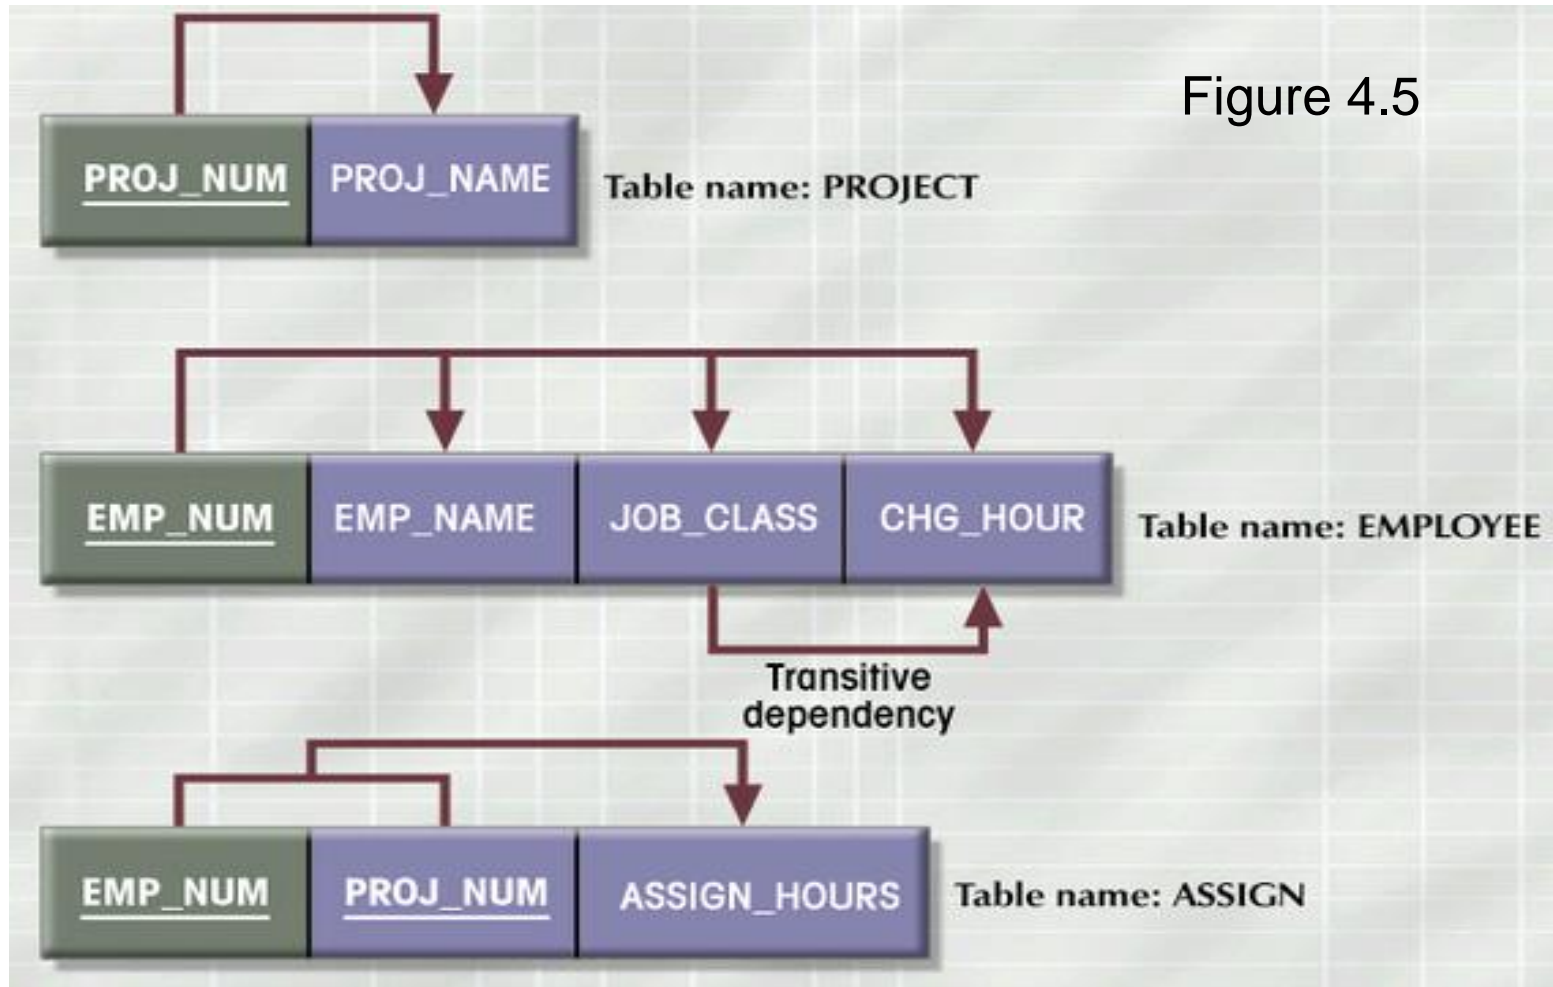 Figure 4.5
PROJ_NUM PROJ_NAME Table name: PROJECT
EMP_NUM EMP_NAME JOB_CLASS CHG_HOUR Table name: EMPLOYEE
Transitive
dependency
EMP_NUM PROJ_NUM ASSIGN_HOURS Table name: ASSIGN